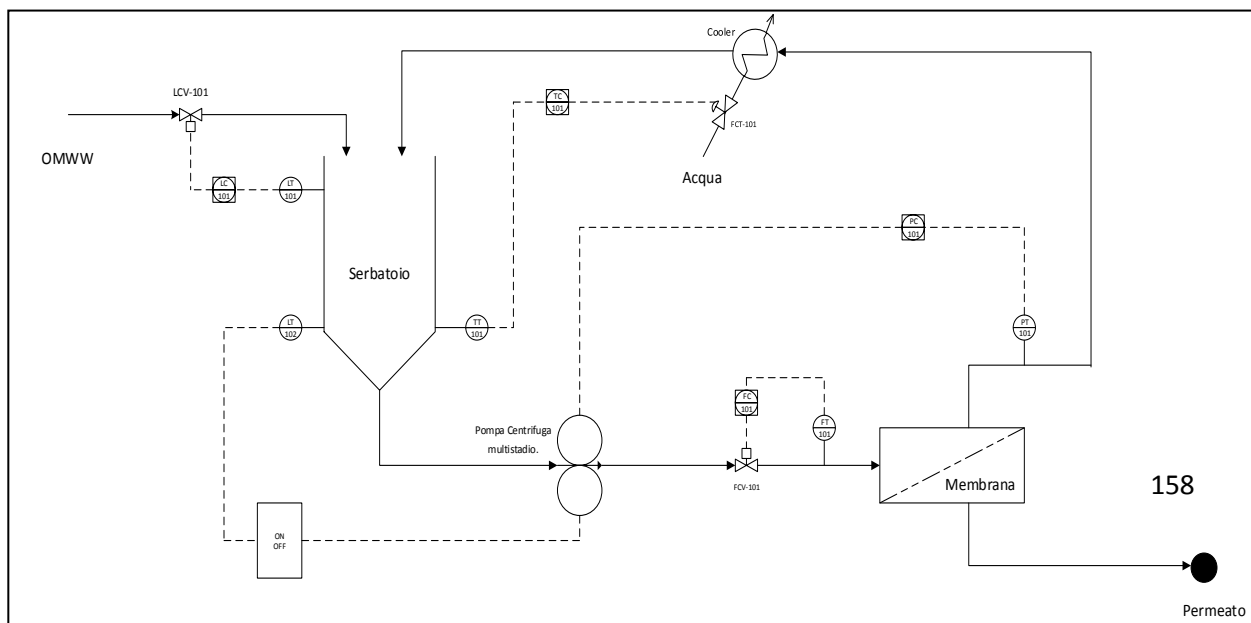 Cooler
LCV-101
TC
101
FCT-101
OMWW
Acqua
LC
101
LT
101
PC
101
Serbatoio
LT
102
TT
101
PT
101
FC
101
Pompa Centrifuga
multistadio.
FT
101
FCV-101
Membrana
158
ON
OFF
Permeato